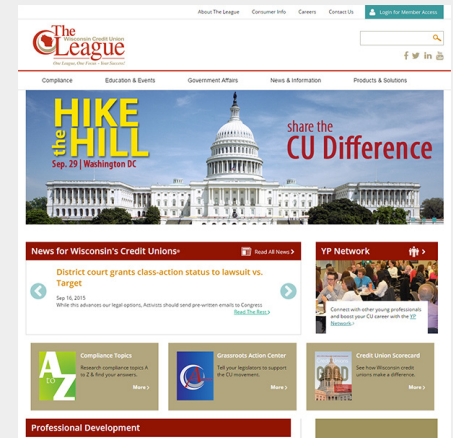 About The League Consumer Info Careers Contact Us Login for Member Access
The
Wisconsin Credit Union
League
One League. One Focus - Your Success!
Compliance Education & Events Government Affairs News & Information Products & Solutions
HIKE
the HILL
Sep. 29 | Washington DC
share the
CU Difference
News for Wisconsin's Credit Unions Read All News >
YP Network >
District court grants class-action status to lawsuit vs.
Target
Sep 16, 2015
While this advances our legal options, Activists should send pre-written emails to Congress
Read The Rest >
Connect with other young professionals
and boost your CU career with the YP
Network >
A to Z
Compliance Topics
Research compliance topics A
to Z & find your answers.
More >
Grassroots Action Center
Tell your legislators to support
the CU movement.
More >
GOOD
Credit Union Scorecard
See how Wisconsin credit
unions make a difference.
More >
Professional Development